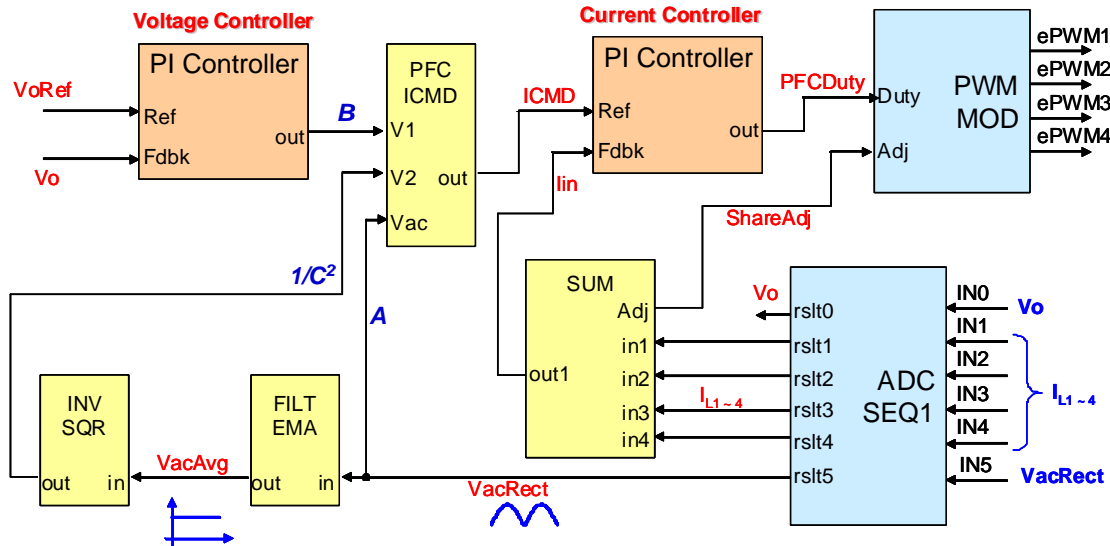 Voltage Controller
Current Controller
PI Controller
VoRef
Ref
Fdbk
out
Vo
B
PFC
ICMD
V1
V2
Vac
out
ICMD
PI Controller
Ref
Fdbk
out
Iin
PFCDuty
Duty
PWM
MOD
Adj
ePWM1
ePWM2
ePWM3
ePWM4
ShareAdj
1/C²
A
SUM
Adj
in1
in2
in3
in4
out1
Vo
I_L1~4
rslt0
rslt1
rslt2
rslt3
rslt4
rslt5
ADC
SEQ1
IN0
IN1
IN2
IN3
IN4
IN5
Vo
I_L1~4
VacRect
INV
SQR
out
in
VacAvg
FILT
EMA
out
in
VacRect